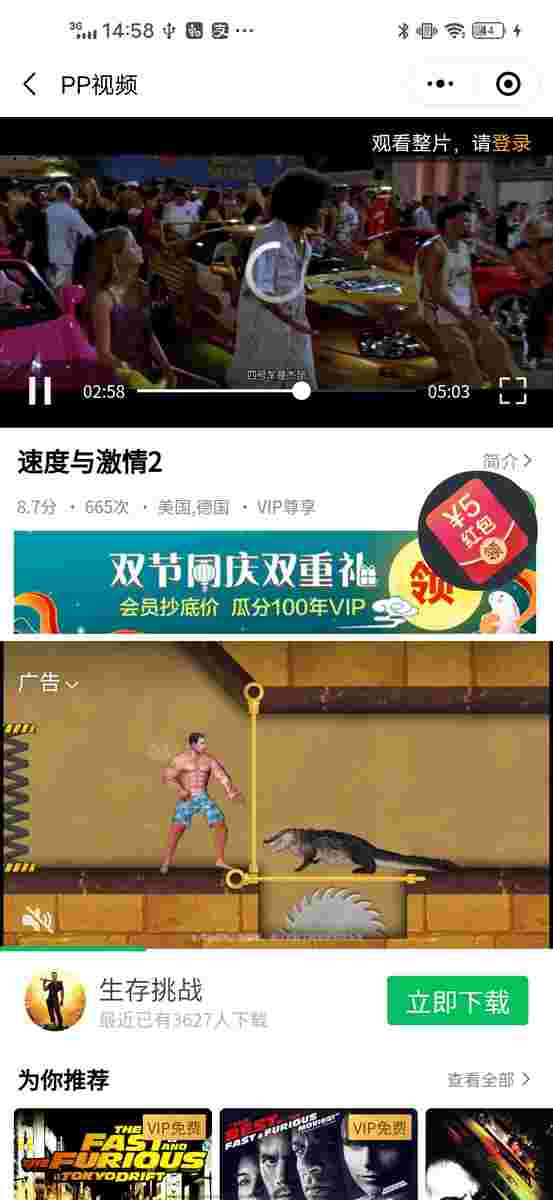 3G 14:58 44
PP视频
观看整片，请登录
02:58 05:03
速度与激情2
简介
8.7分 · 665次 · 美国,德国 · VIP尊享
¥5
红包
领
双节同庆双重礼
会员抄底价 瓜分100年VIP
领
广告
生存挑战
最近已有3627人下载
立即下载
为你推荐
查看全部
VIP免费
THE
FAST AND
THE FURIOUS
TOKYO DRIFT
VIP免费
FAST & FURIOUS